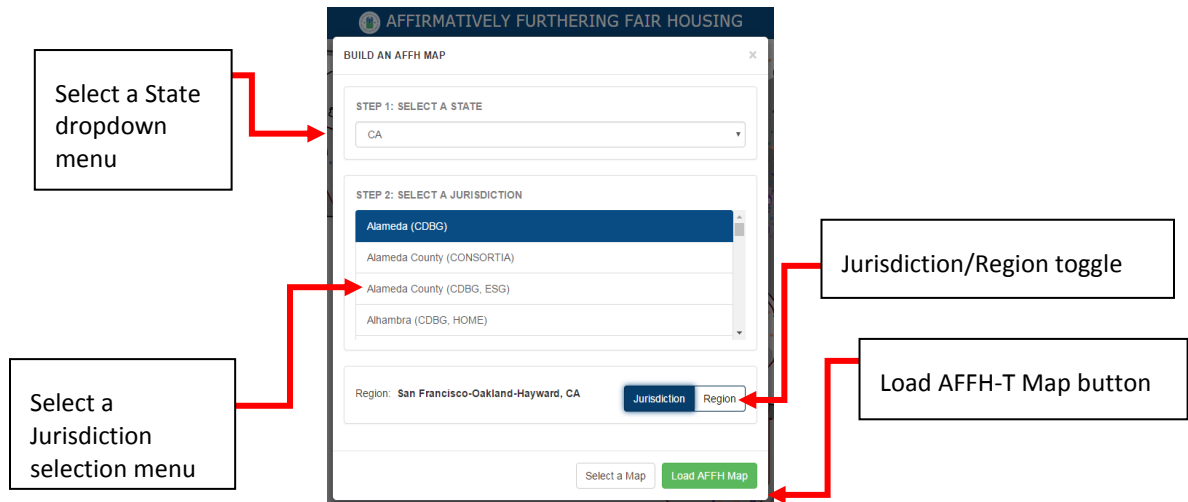 AFFIRMATIVELY FURTHERING FAIR HOUSING
BUILD AN AFFH MAP
×
STEP 1: SELECT A STATE
CA
STEP 2: SELECT A JURISDICTION
Alameda (CDBG)
Alameda County (CONSORTIA)
Alameda County (CDBG, ESG)
Alhambra (CDBG, HOME)
Region: San Francisco-Oakland-Hayward, CA
Jurisdiction
Region
Select a Map
Load AFFH Map
Select a State
dropdown
menu
Select a
Jurisdiction
selection menu
Jurisdiction/Region toggle
Load AFFH-T Map button